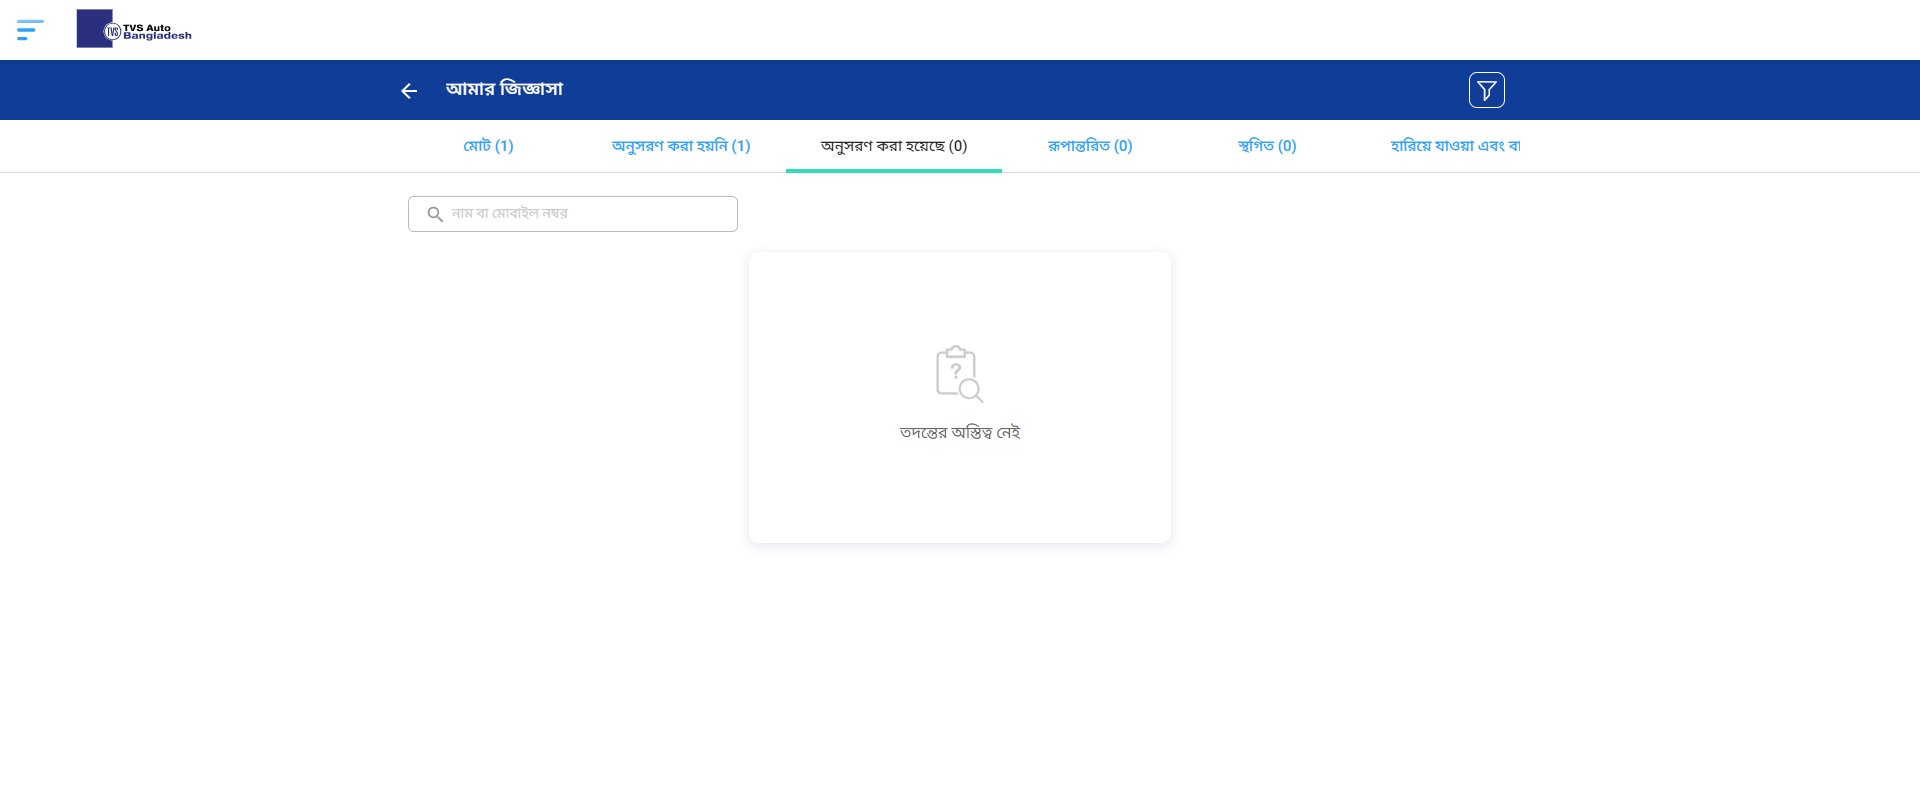 TVS
TVS Auto
Bangladesh
আমার জিজ্ঞাসা
মোট (1)
অনুসরণ করা হয়নি (1)
অনুসরণ করা হয়েছে (0)
রূপান্তরিত (0)
স্থগিত (0)
হারিয়ে যাওয়া এবং বা
নাম বা মোবাইল নম্বর
?
তদন্তের অস্তিত্ব নেই